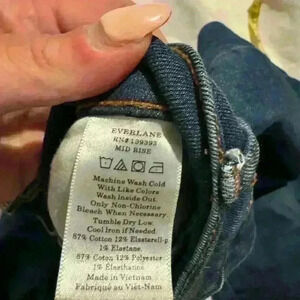 EVERLANE
RN# 139393
MID RISE
Machine Wash Cold
With Like Colors
Wash Inside Out.
Only Non-Chlorine
Bleach When Necessary
Tumble Dry Low
Cool Iron if Needed
87% Cotton 12% Elasterell-p
1% Elastane.
87% Cotton 12% Polyester
1% Elasthanne
Made in Vietnam
Fabriqué au Viêt-Nam